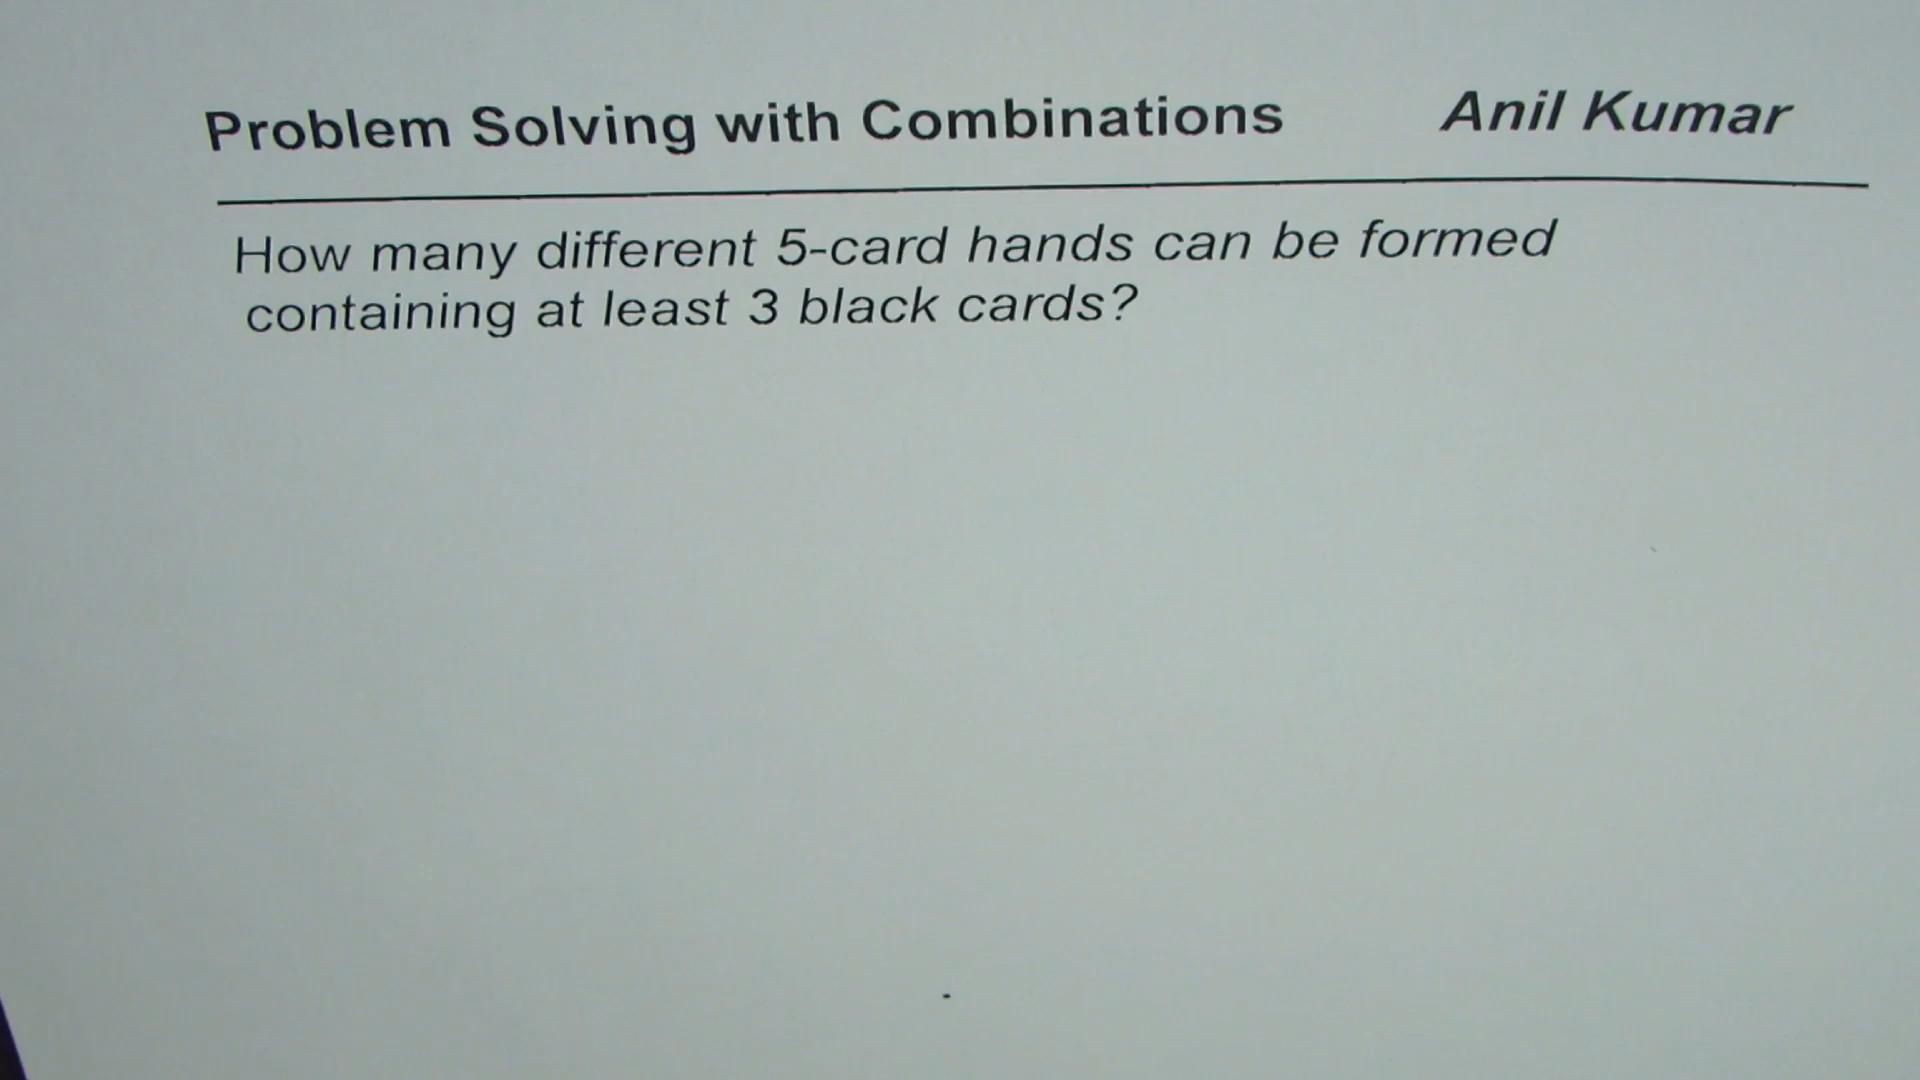 Problem Solving with Combinations Anil Kumar
How many different 5-card hands can be formed
containing at least 3 black cards?